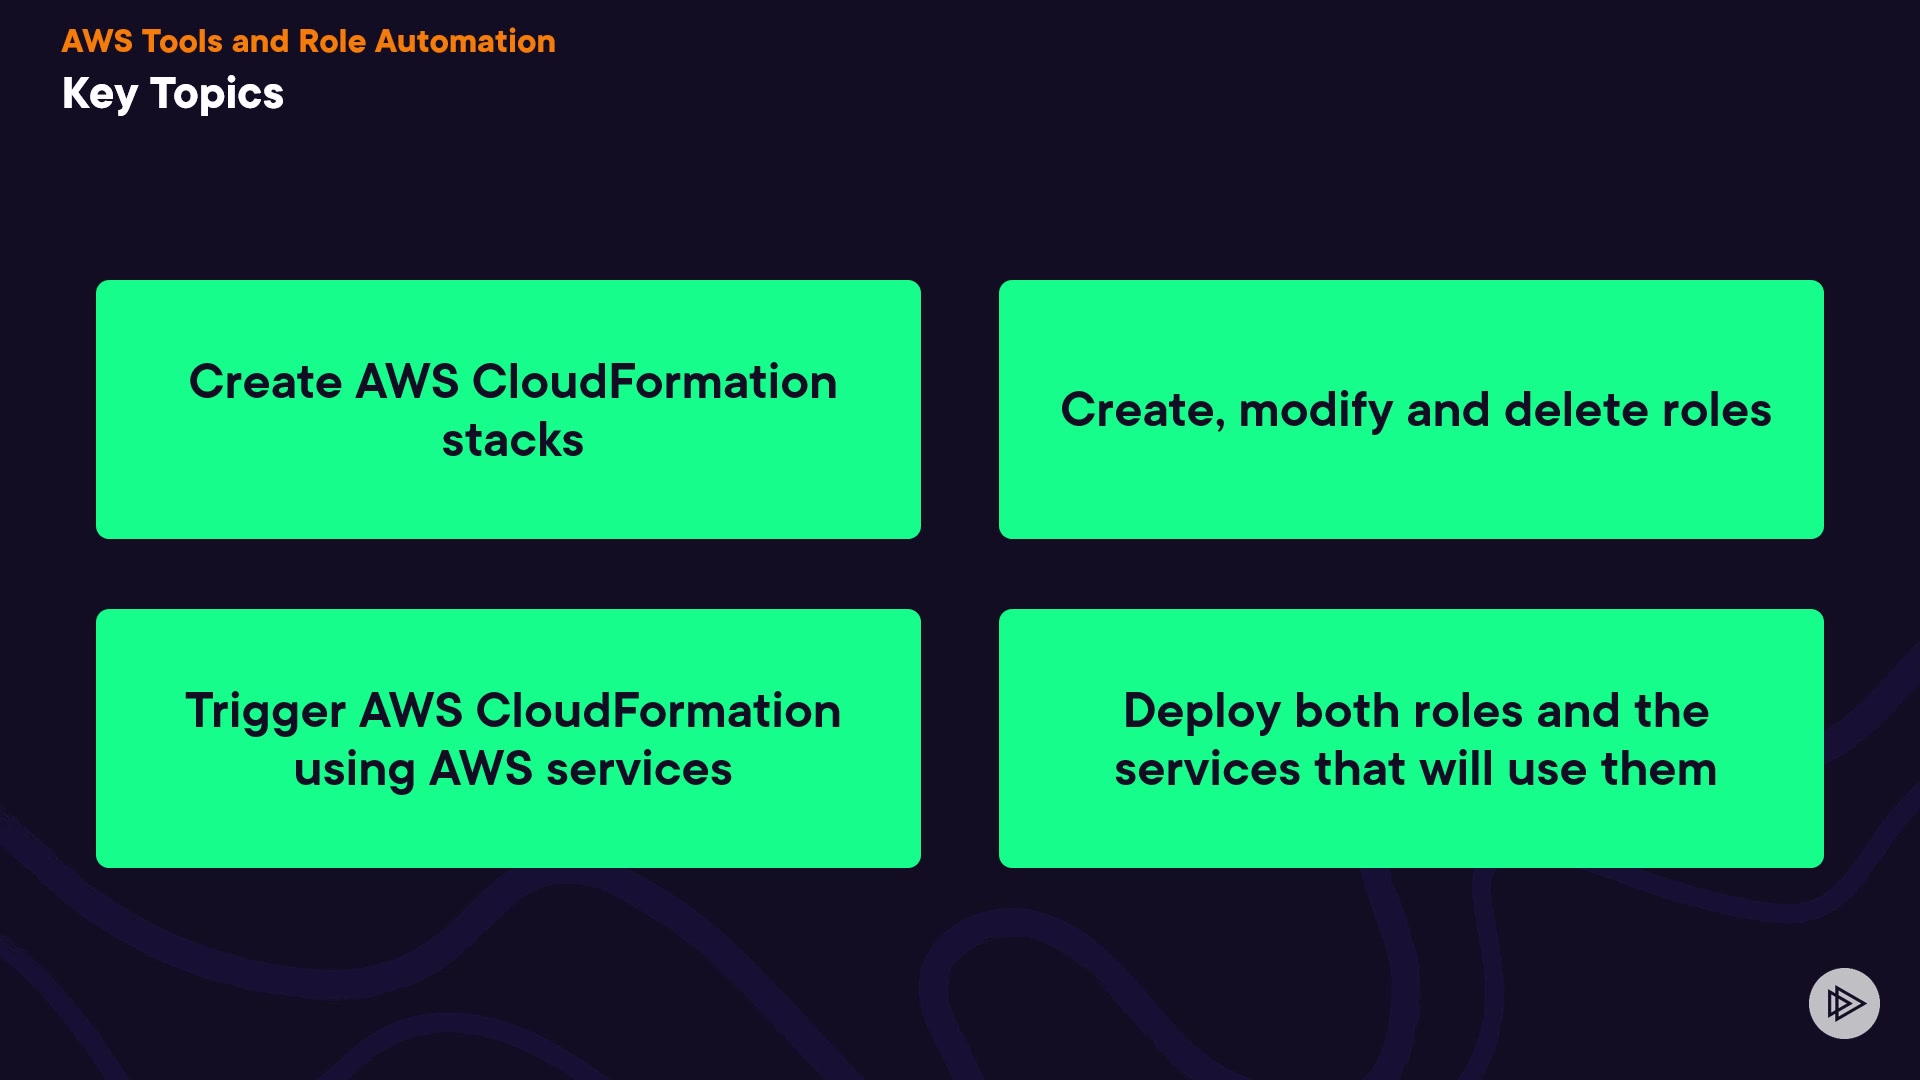 AWS Tools and Role Automation
Key Topics
Create AWS CloudFormation
stacks
Create, modify and delete roles
Trigger AWS CloudFormation
using AWS services
Deploy both roles and the
services that will use them